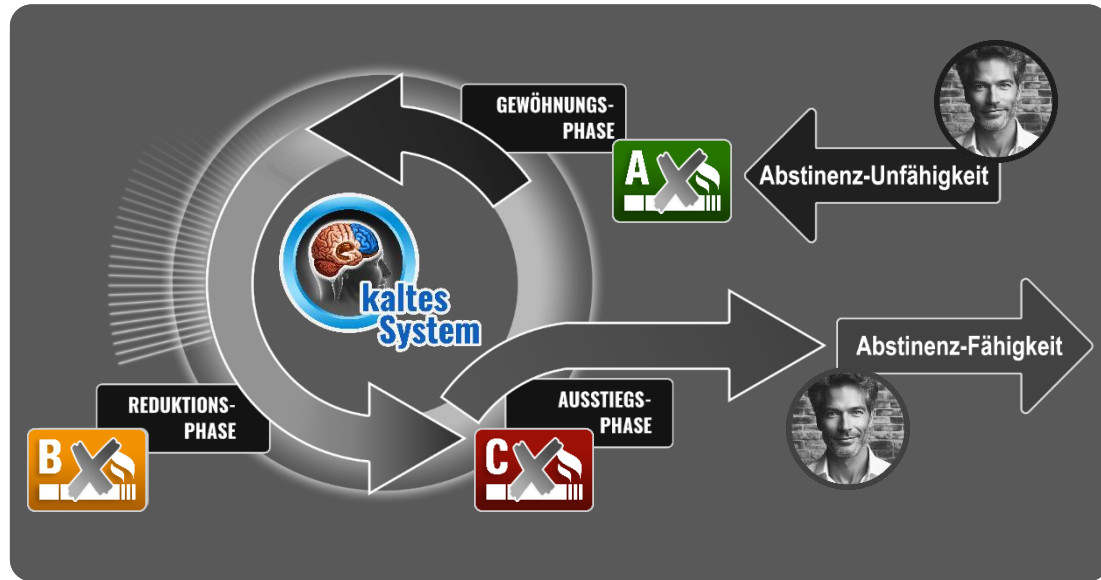 GEWÖHNUNGS-
PHASE
A
Abstinenz-Unfähigkeit
kaltes
System
Abstinenz-Fähigkeit
REDUKTIONS-
PHASE
B
AUSSTIEGS-
PHASE
C